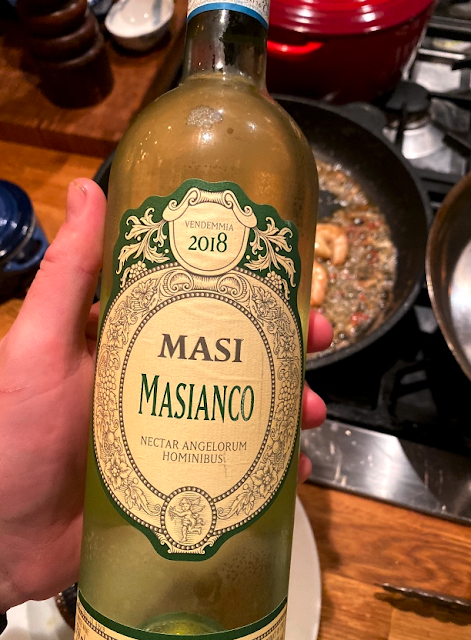 VENDEMMIA
2018
MASI
MASIANCO
NECTAR ANGELORUM
HOMINIBUS